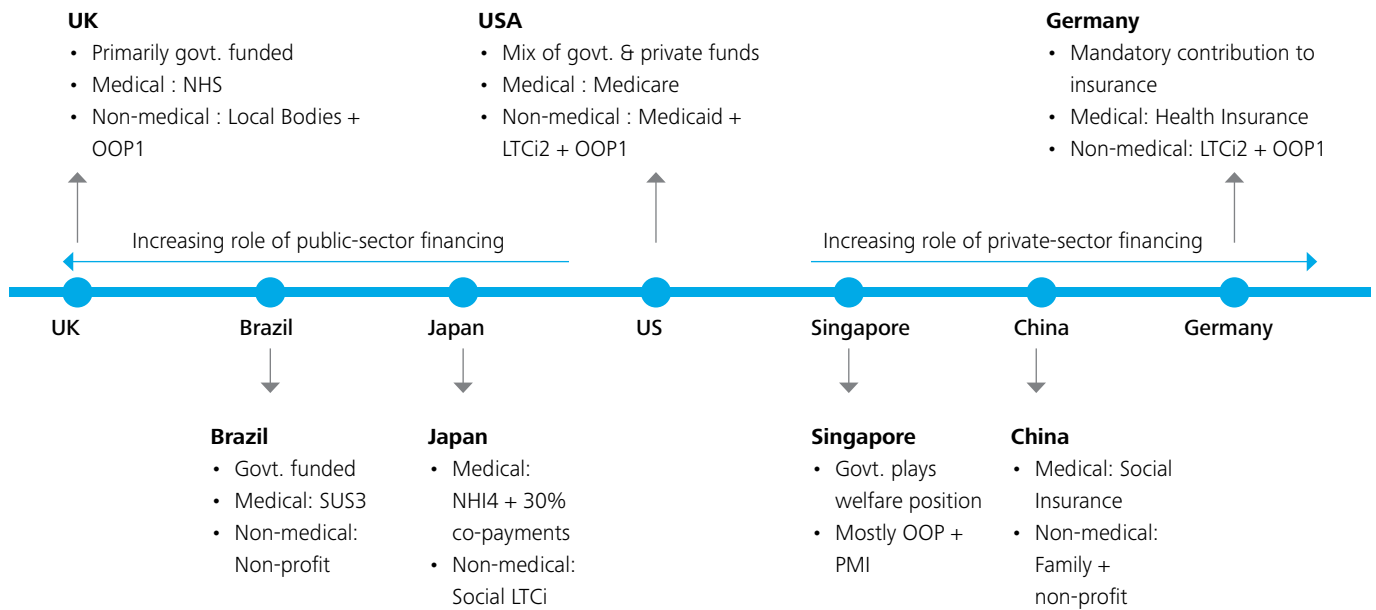 UK
• Primarily govt. funded
• Medical : NHS
• Non-medical : Local Bodies +
OOP1
USA
• Mix of govt. & private funds
• Medical : Medicare
• Non-medical : Medicaid +
LTCi2 + OOP1
Germany
• Mandatory contribution to
insurance
• Medical: Health Insurance
• Non-medical: LTCi2 + OOP1
Increasing role of public-sector financing
Increasing role of private-sector financing
UK
Brazil
Japan
US
Singapore
China
Germany
Brazil
• Govt. funded
• Medical: SUS3
• Non-medical:
Non-profit
Japan
• Medical:
NHI4 + 30%
co-payments
• Non-medical:
Social LTCi
Singapore
• Govt. plays
welfare position
• Mostly OOP +
PMI
China
• Medical: Social
Insurance
• Non-medical:
Family +
non-profit